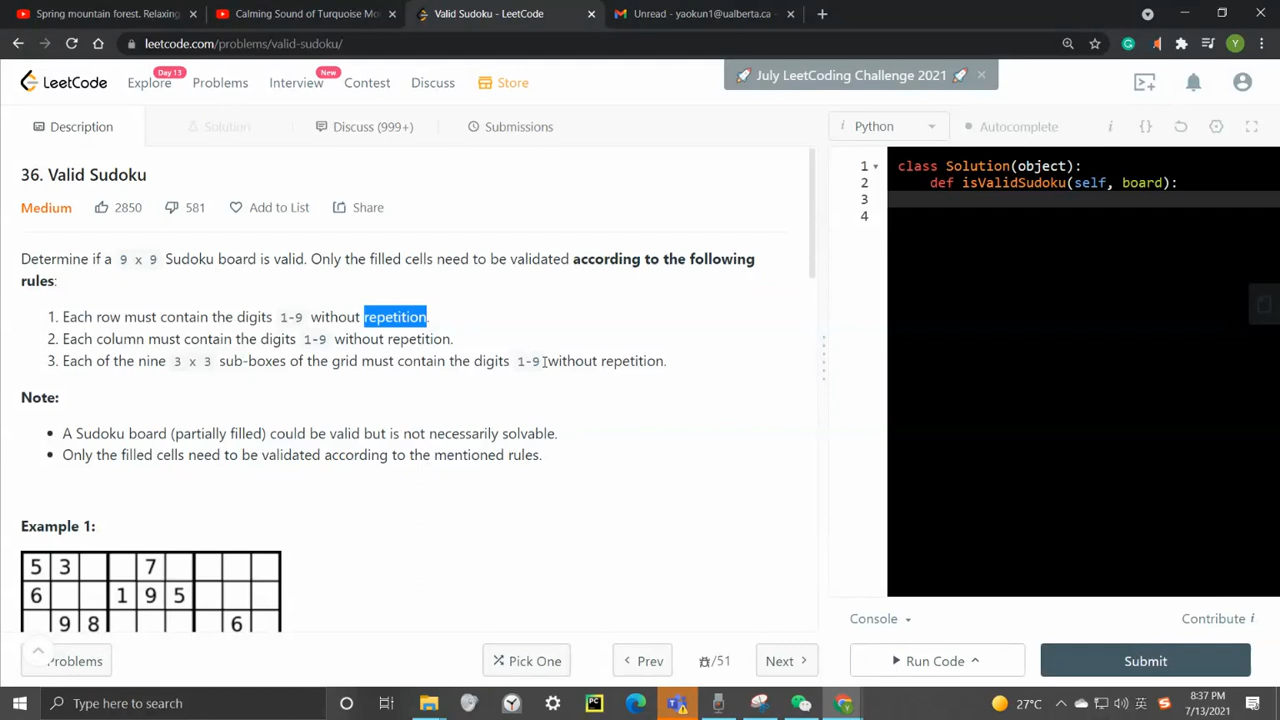 Spring mountain forest. Relaxing
Calming Sound of Turquoise Mo
Valid Sudoku - LeetCode
Unread - yaokun1@ualberta.ca -
leetcode.com/problems/valid-sudoku/
Y
LeetCode
Explore
Day 13
Problems
Interview
New
Contest
Discuss
Store
🚀 July LeetCoding Challenge 2021 🚀
Description
Solution
Discuss (999+)
Submissions
i Python
Autocomplete
i
{}
36. Valid Sudoku
Medium
2850
581
Add to List
Share
Determine if a 9 x 9 Sudoku board is valid. Only the filled cells need to be validated according to the following
rules:
1. Each row must contain the digits 1-9 without repetition.
2. Each column must contain the digits 1-9 without repetition.
3. Each of the nine 3 x 3 sub-boxes of the grid must contain the digits 1-9 without repetition.
Note:
• A Sudoku board (partially filled) could be valid but is not necessarily solvable.
• Only the filled cells need to be validated according to the mentioned rules.
Example 1:
5 3 7
6 1 9 5
9 8 6
1 class Solution(object):
2 def isValidSudoku(self, board):
3
4
Console
Contribute i
Problems
Pick One
Prev
/51
Next
Run Code
Submit
Type here to search
PC
27°C
8:37 PM
7/13/2021